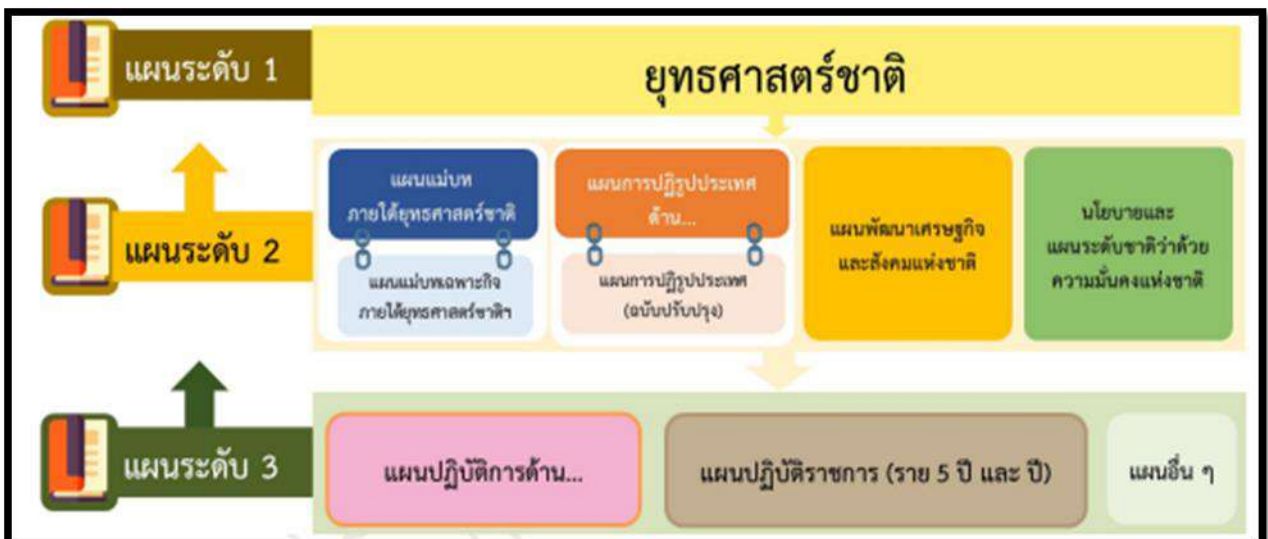 แผนระดับ 1
ยุทธศาสตร์ชาติ
แผนระดับ 2
แผนแม่บท
ภายใต้ยุทธศาสตร์ชาติ
แผนแม่บทเฉพาะกิจ
ภายใต้ยุทธศาสตร์ชาติฯ
แผนการปฏิรูปประเทศ
ด้าน...
แผนการปฏิรูปประเทศ
(ฉบับปรับปรุง)
แผนพัฒนาเศรษฐกิจ
และสังคมแห่งชาติ
นโยบายและ
แผนระดับชาติว่าด้วย
ความมั่นคงแห่งชาติ
แผนระดับ 3
แผนปฏิบัติการด้าน...
แผนปฏิบัติราชการ (ราย 5 ปี และ ปี)
แผนอื่น ๆ